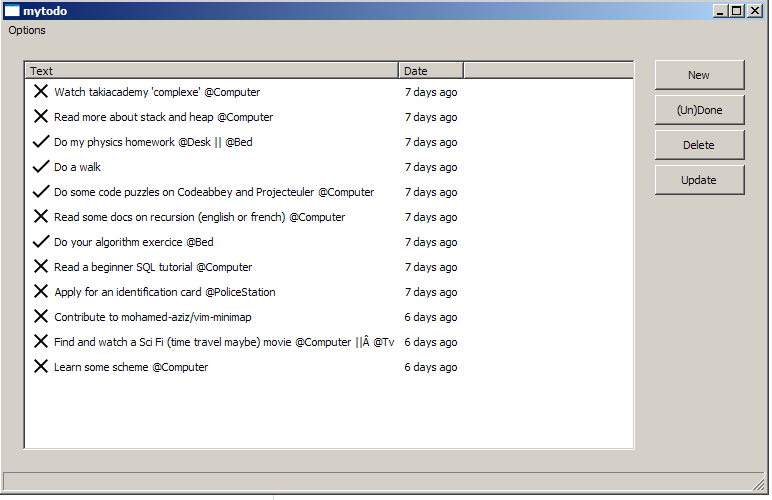 mytodo
Options
Text Date
Watch takiacademy 'complexe' @Computer 7 days ago
Read more about stack and heap @Computer 7 days ago
Do my physics homework @Desk || @Bed 7 days ago
Do a walk 7 days ago
Do some code puzzles on Codeabbey and Projecteuler @Computer 7 days ago
Read some docs on recursion (english or french) @Computer 7 days ago
Do your algorithm exercice @Bed 7 days ago
Read a beginner SQL tutorial @Computer 7 days ago
Apply for an identification card @PoliceStation 7 days ago
Contribute to mohamed-aziz/vim-minimap 6 days ago
Find and watch a Sci Fi (time travel maybe) movie @Computer ||Â @Tv 6 days ago
Learn some scheme @Computer 6 days ago
New
(Un)Done
Delete
Update